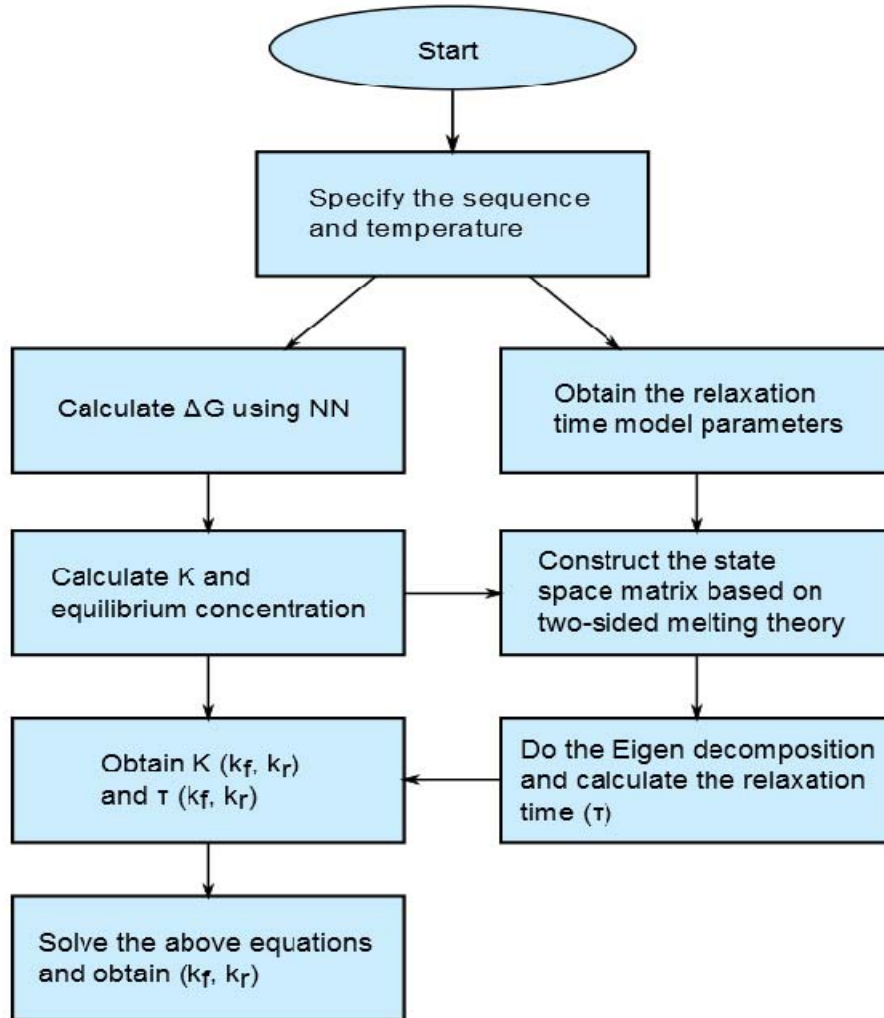 Start
Specify the sequence
and temperature
Calculate ΔG using NN
Obtain the relaxation
time model parameters
Calculate K and
equilibrium concentration
Construct the state
space matrix based on
two-sided melting theory
Obtain K (kf, kr)
and τ (kf, kr)
Do the Eigen decomposition
and calculate the relaxation
time (τ)
Solve the above equations
and obtain (kf, kr)